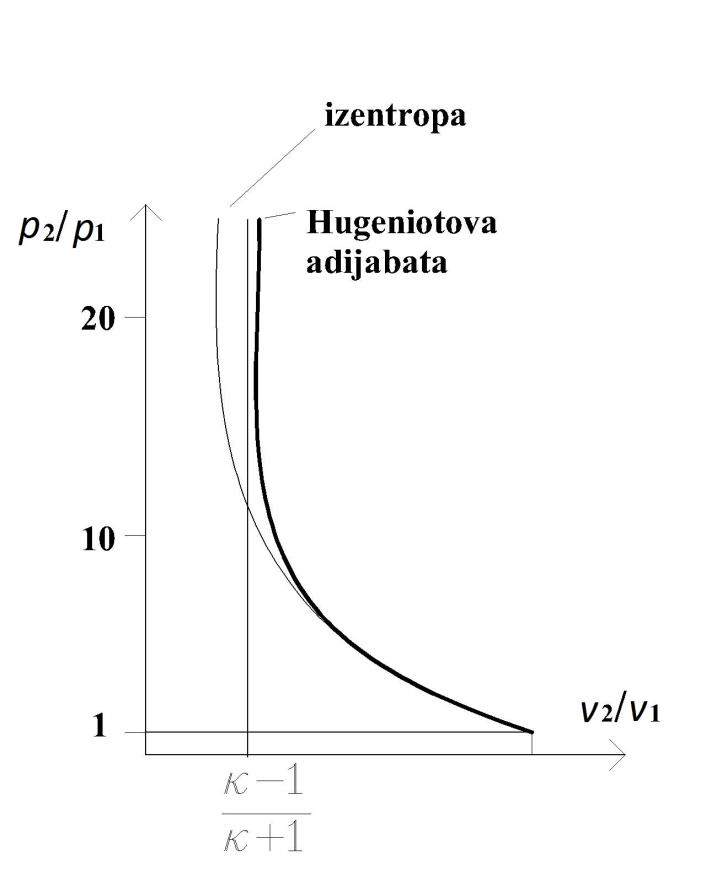 izentropa
p2/p1
Hugeniotova
adijabata
20
10
1
v2/v1
κ−1
κ+1